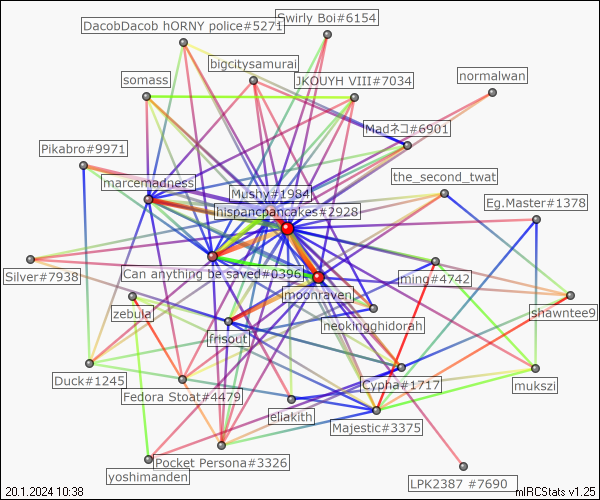 Swirly Boi#6154
DacobDacob hORNY police#5271
bigcitysamurai
somass
JKOUYH VIII#7034
normalwan
Madネコ#6901
Pikabro#9971
marcemadness
the_second_twat
Mushy#1984
Eg.Master#1378
hispancpancakes#2928
Silver#7938
Can anything be saved#0396
ming#4742
moonraven
zebula
neokingghidorah
shawntee9
frisout
Duck#1245
Cypha#1717
mukszi
Fedora Stoat#4479
eliakith
Majestic#3375
Pocket Persona#3326
yoshimanden
LPK2387 #7690
20.1.2024 10:38
mIRCStats v1.25